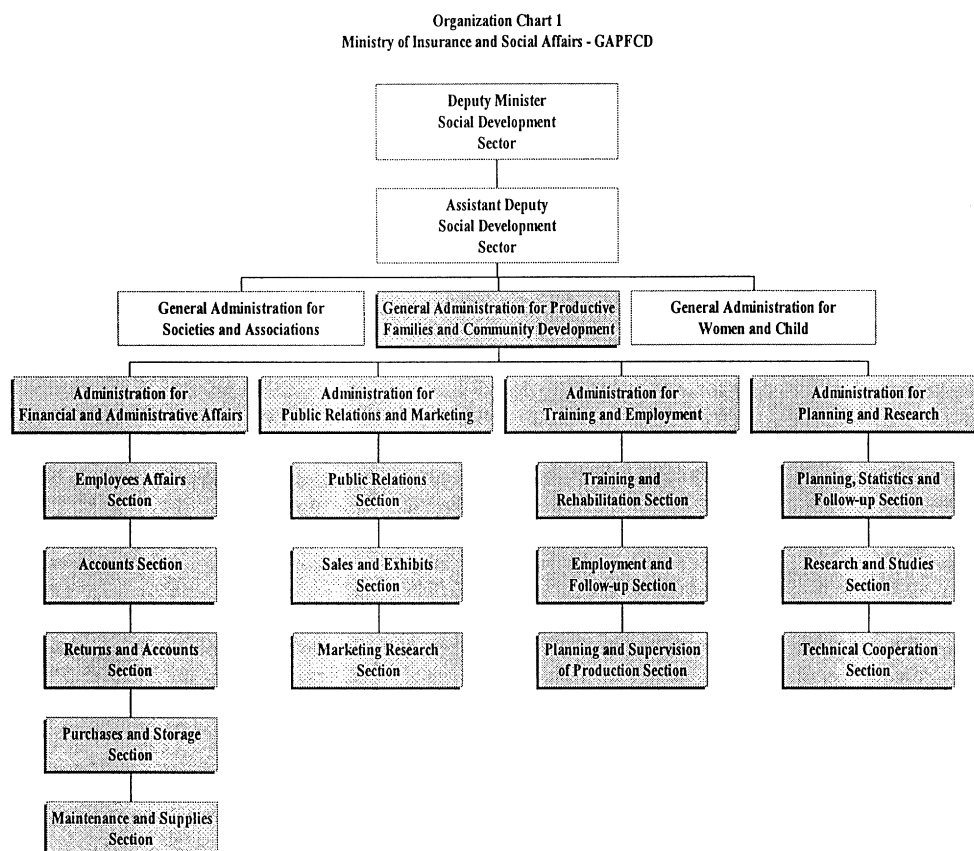 Organization Chart 1
Ministry of Insurance and Social Affairs - GAPFCD
Deputy Minister
Social Development
Sector
Assistant Deputy
Social Development
Sector
General Administration for
Societies and Associations
General Administration for Productive
Families and Community Development
General Administration for
Women and Child
Administration for
Financial and Administrative Affairs
Administration for
Public Relations and Marketing
Administration for
Training and Employment
Administration for
Planning and Research
Employees Affairs
Section
Public Relations
Section
Training and
Rehabilitation Section
Planning, Statistics and
Follow-up Section
Accounts Section
Sales and Exhibits
Section
Employment and
Follow-up Section
Research and Studies
Section
Returns and Accounts
Section
Marketing Research
Section
Planning and Supervision
of Production Section
Technical Cooperation
Section
Purchases and Storage
Section
Maintenance and Supplies
Section